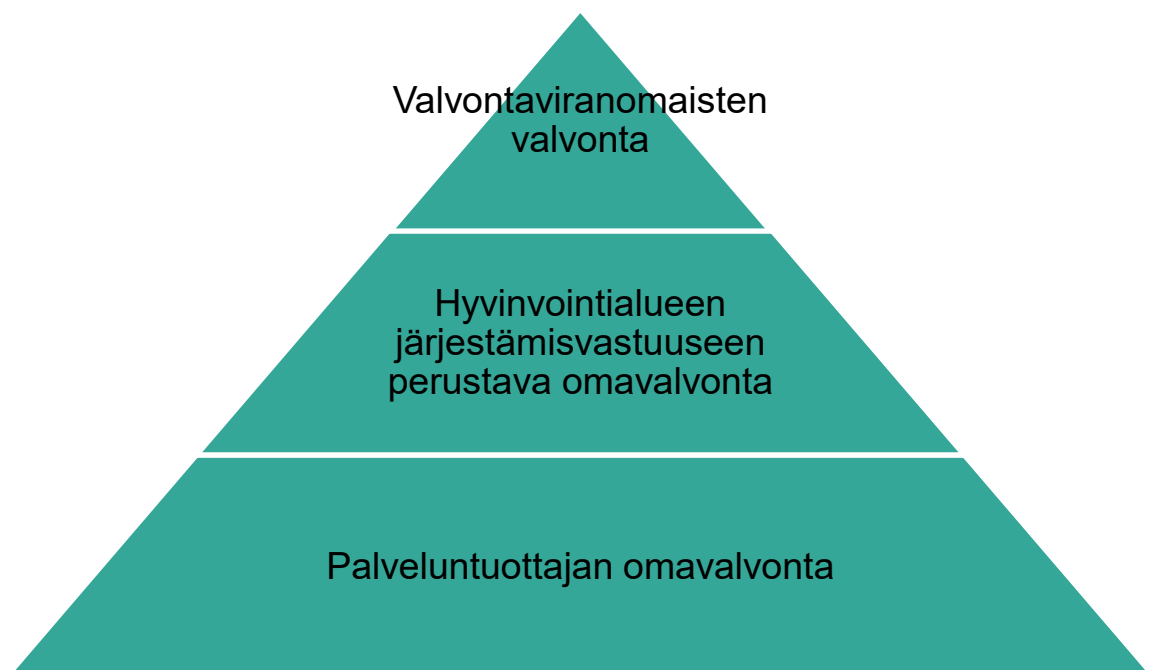 Valvontaviranomaisten
valvonta
Hyvinvointialueen
järjestämisvastuuseen
perustava omavalvonta
Palveluntuottajan omavalvonta